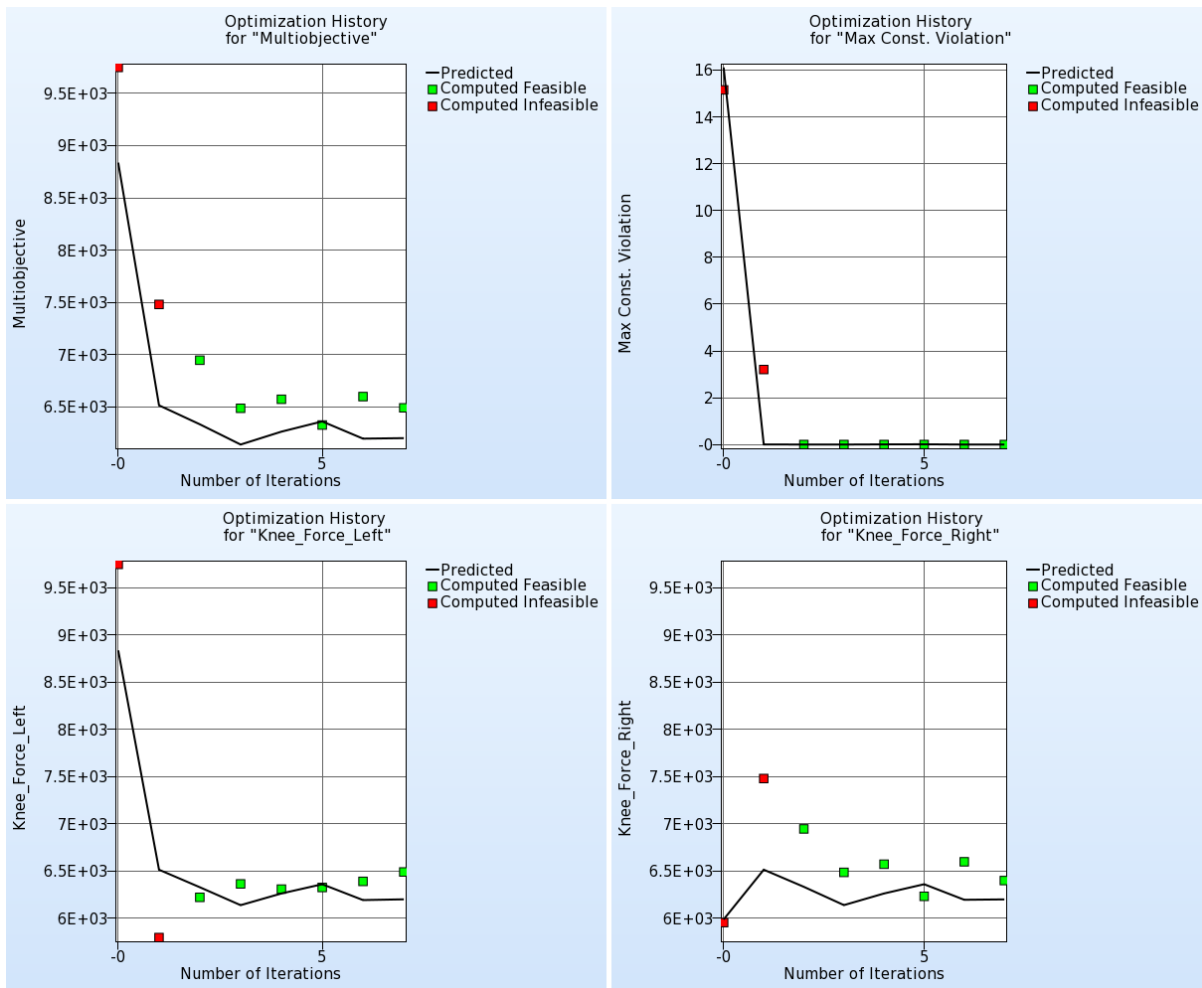 Optimization History
for "Multiobjective"
Predicted
Computed Feasible
Computed Infeasible
9.5E+03
9E+03
8.5E+03
8E+03
7.5E+03
7E+03
6.5E+03
Multiobjective
-0
5
Number of Iterations
Optimization History
for "Max Const. Violation"
Predicted
Computed Feasible
Computed Infeasible
16
14
12
10
8
6
4
2
-0
Max Const. Violation
-0
5
Number of Iterations
Optimization History
for "Knee_Force_Left"
Predicted
Computed Feasible
Computed Infeasible
9.5E+03
9E+03
8.5E+03
8E+03
7.5E+03
7E+03
6.5E+03
6E+03
Knee_Force_Left
-0
5
Number of Iterations
Optimization History
for "Knee_Force_Right"
Predicted
Computed Feasible
Computed Infeasible
9.5E+03
9E+03
8.5E+03
8E+03
7.5E+03
7E+03
6.5E+03
6E+03
Knee_Force_Right
-0
5
Number of Iterations